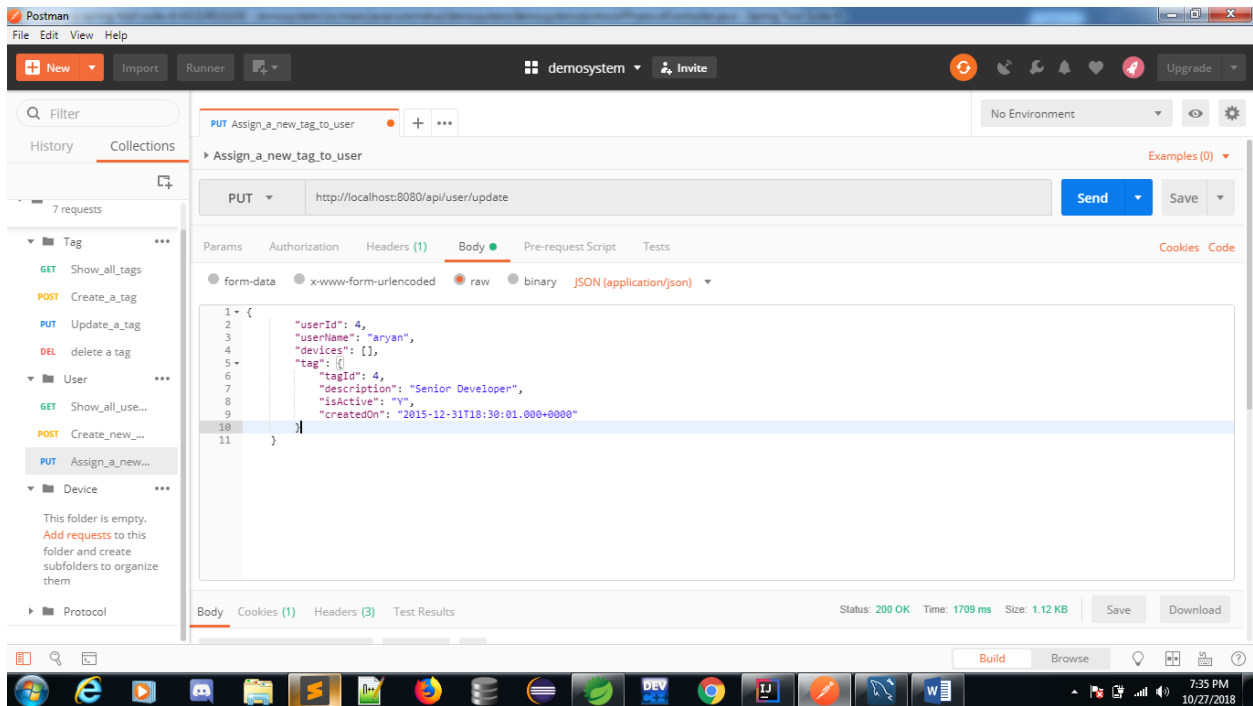 Postman
File Edit View Help
New Import Runner demosystem Invite Upgrade
Filter
History Collections
7 requests
Tag
GET Show_all_tags
POST Create_a_tag
PUT Update_a_tag
DEL delete a tag
User
GET Show_all_use...
POST Create_new_...
PUT Assign_a_new...
Device
This folder is empty.
Add requests to this
folder and create
subfolders to organize
them
Protocol
PUT Assign_a_new_tag_to_user
No Environment
Assign_a_new_tag_to_user
Examples (0)
PUT http://localhost:8080/api/user/update Send Save
Params Authorization Headers (1) Body Pre-request Script Tests Cookies Code
form-data x-www-form-urlencoded raw binary JSON (application/json)
1 {
2 "userId": 4,
3 "userName": "aryan",
4 "devices": [],
5 "tag": {
6 "tagId": 4,
7 "description": "Senior Developer",
8 "isActive": "Y",
9 "createdOn": "2015-12-31T18:30:01.000+0000"
10 }
11 }
Body Cookies (1) Headers (3) Test Results Status: 200 OK Time: 1709 ms Size: 1.12 KB Save Download
Build Browse
DEV
7:35 PM
10/27/2018